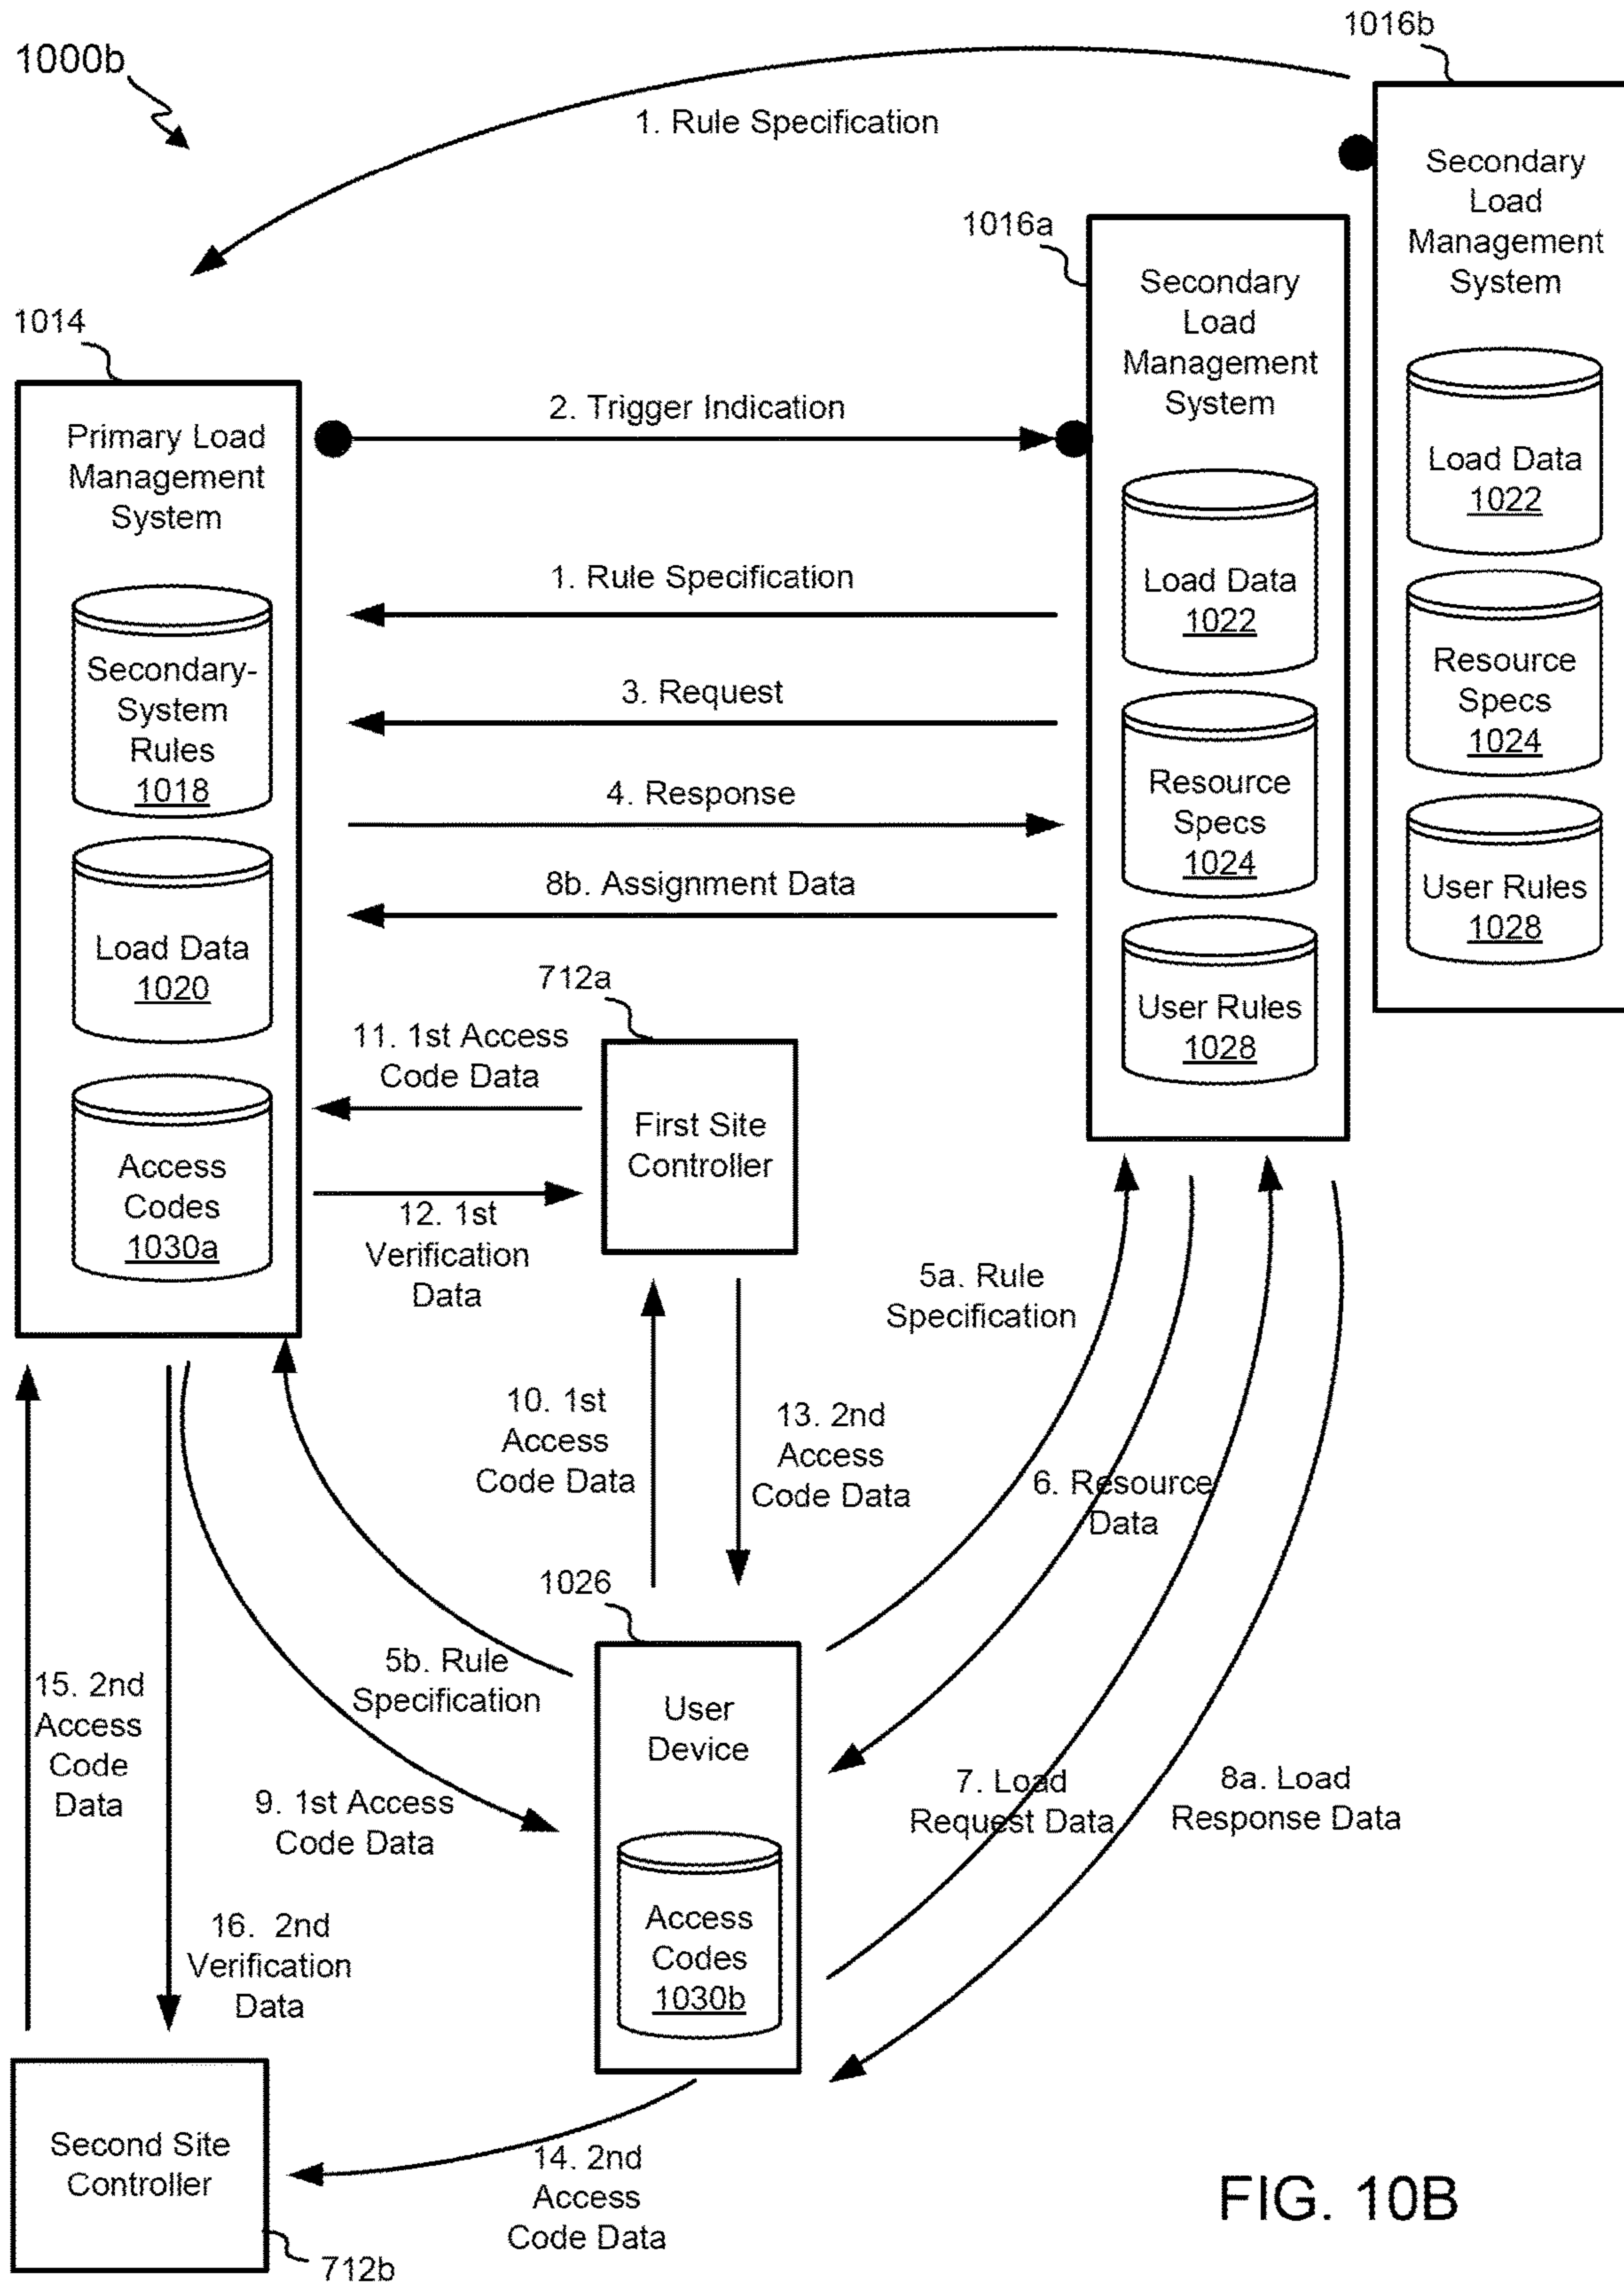 1016b
1000b
1. Rule Specification
Secondary
Load
Management
System
1016a
Secondary
Load
Management
System
1014
Load Data
1022
Resource
Specs
1024
User Rules
1028
Primary Load
Management
System
2. Trigger Indication
1. Rule Specification
3. Request
4. Response
8b. Assignment Data
Load Data
1022
Resource
Specs
1024
User Rules
1028
Secondary-
System
Rules
1018
Load Data
1020
Access
Codes
1030a
712a
11. 1st Access
Code Data
First Site
Controller
12. 1st
Verification
Data
5a. Rule
Specification
10. 1st
Access
Code Data
13. 2nd
Access
Code Data
6. Resource
Data
1026
5b. Rule
Specification
User
Device
15. 2nd
Access
Code
Data
9. 1st Access
Code Data
7. Load
Request Data
8a. Load
Response Data
Access
Codes
1030b
16. 2nd
Verification
Data
Second Site
Controller
14. 2nd
Access
Code Data
712b
FIG. 10B